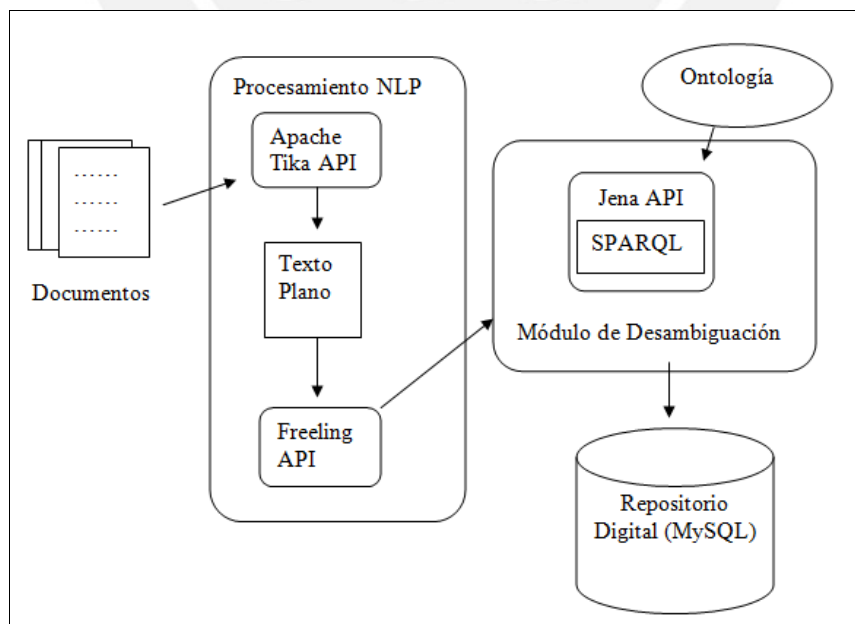 Procesamiento NLP
Apache
Tika API
Texto
Plano
Freeling
API
Documentos
Ontología
Jena API
SPARQL
Módulo de Desambiguación
Repositorio
Digital (MySQL)